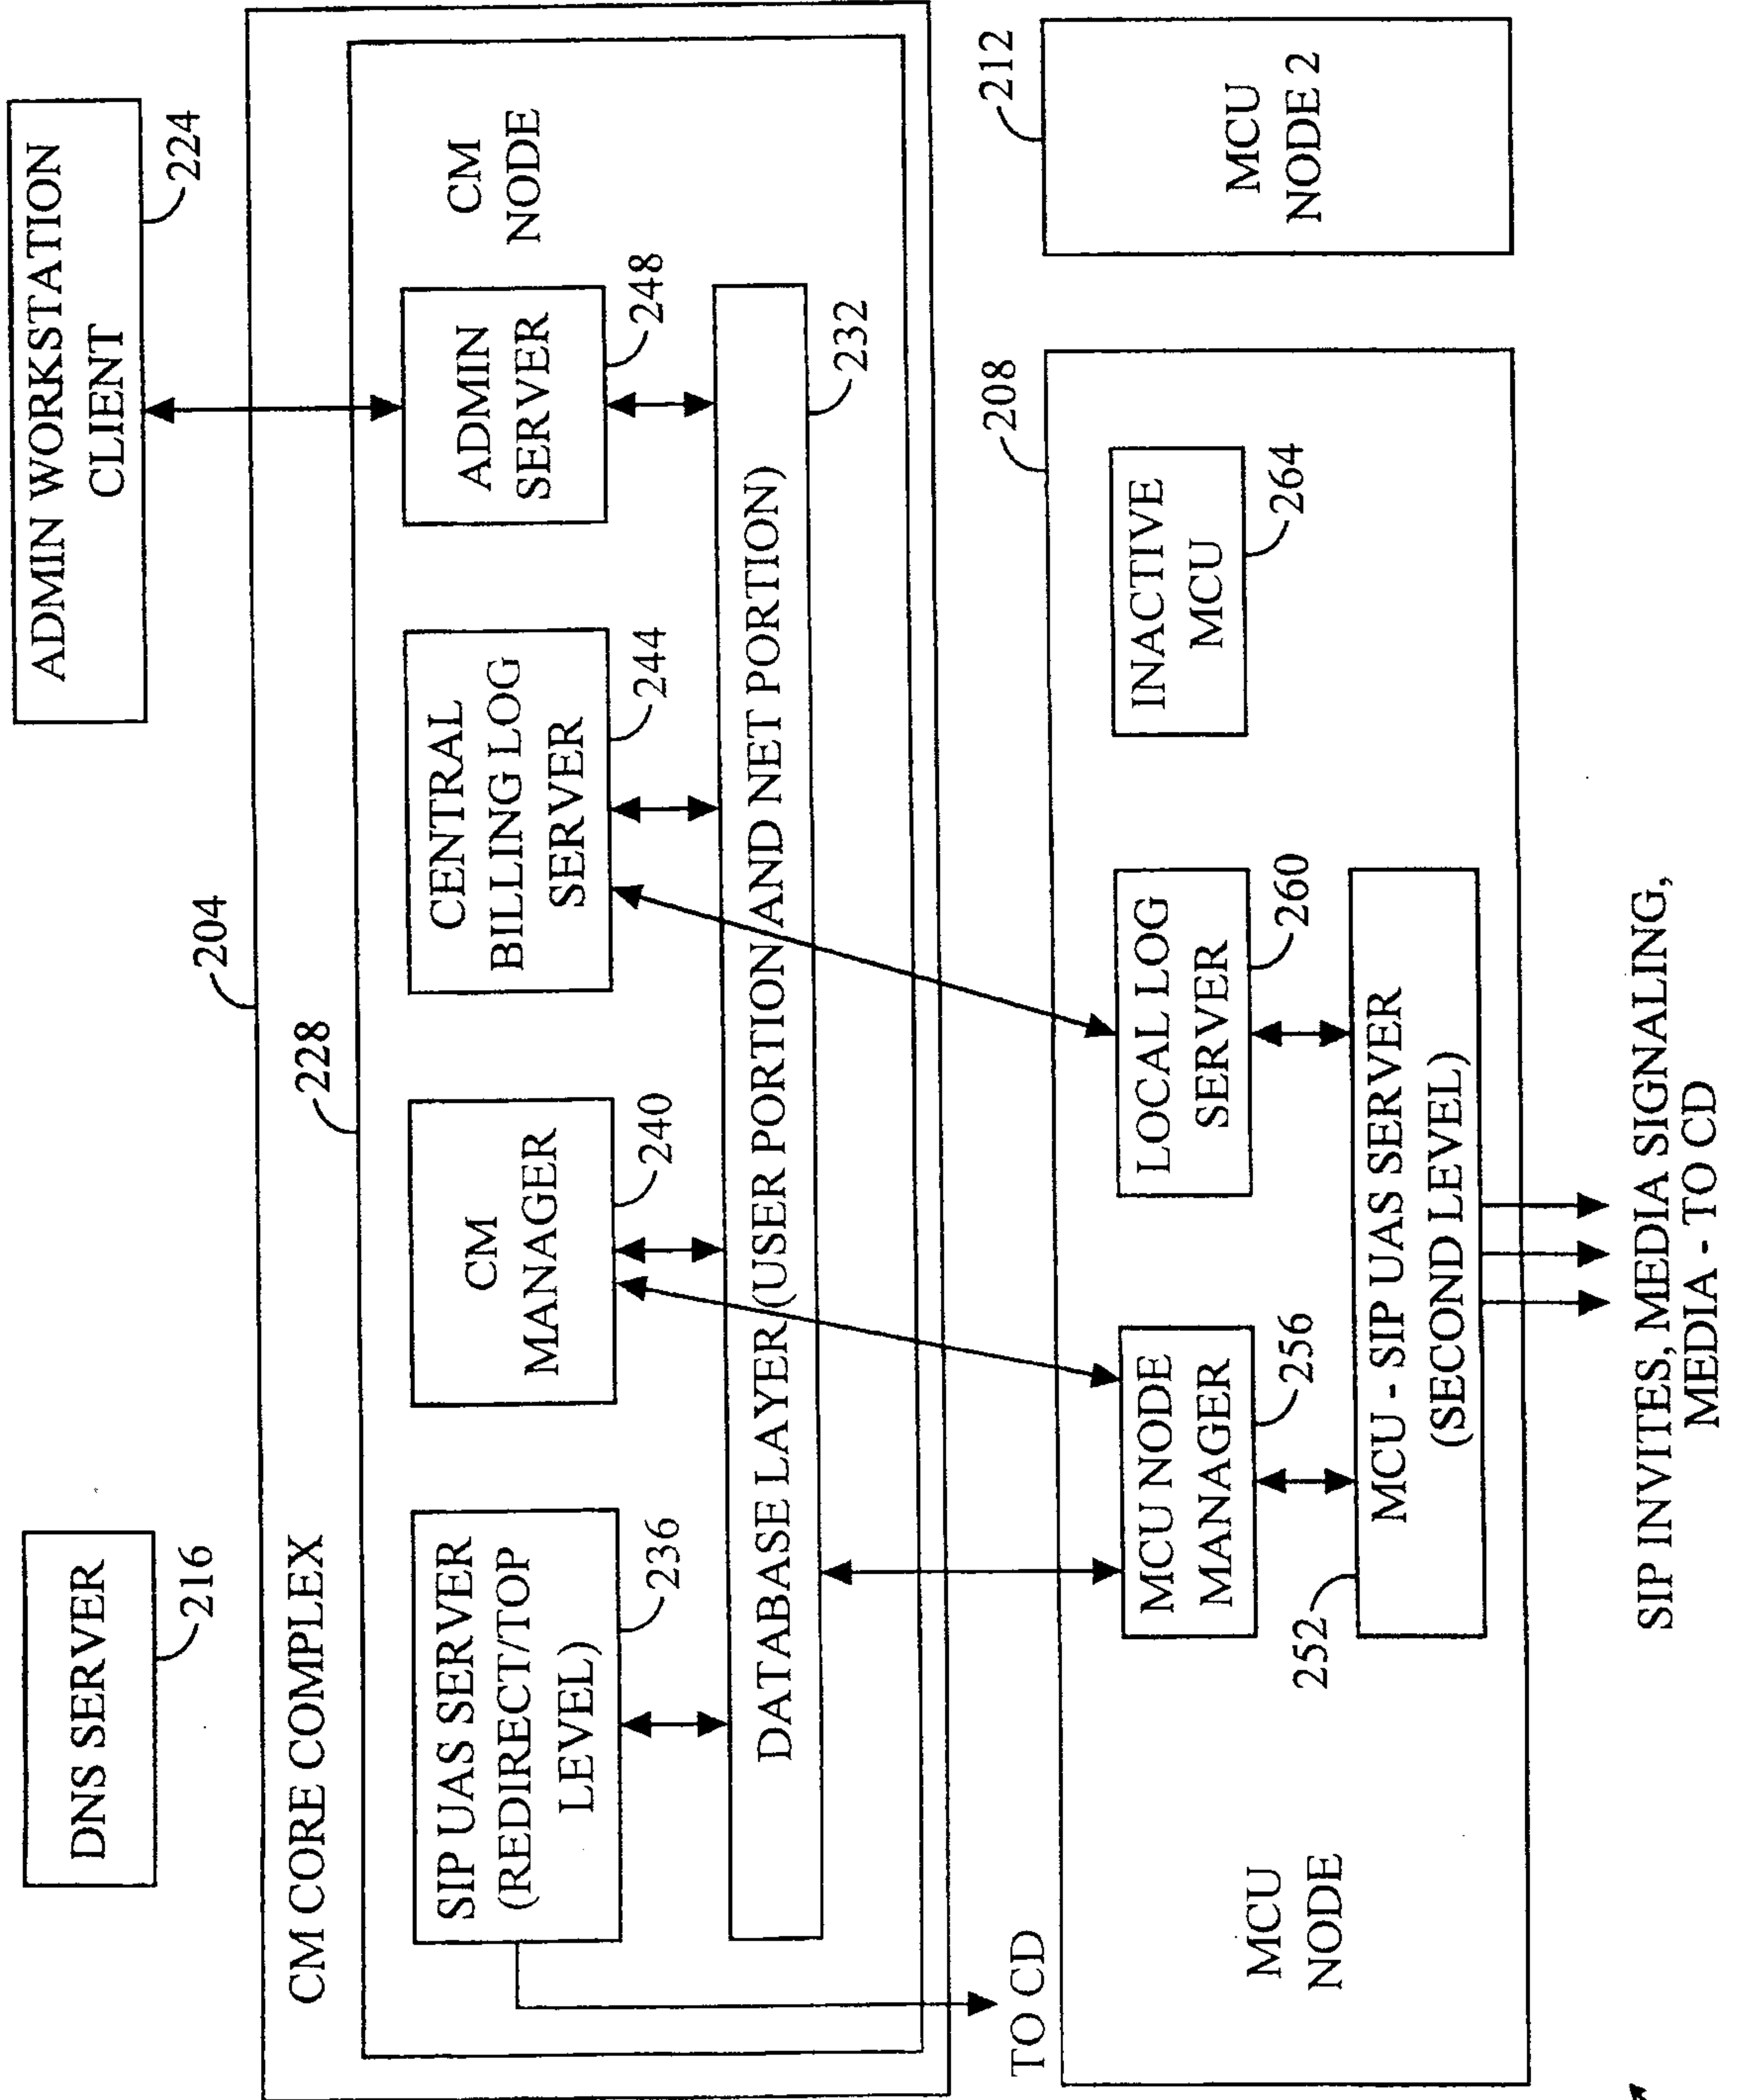 DNS SERVER
216
ADMIN WORKSTATION
CLIENT
224
204
CM CORE COMPLEX
228
SIP UAS SERVER
(REDIRECT/TOP
LEVEL)
236
CM
MANAGER
240
CENTRAL
BILLING LOG
SERVER
244
ADMIN
SERVER
248
CM
NODE
DATABASE LAYER (USER PORTION AND NET PORTION)
232
TO CD
208
212
MCU
NODE
MCU NODE
MANAGER
256
LOCAL LOG
SERVER
260
INACTIVE
MCU
264
252
MCU - SIP UAS SERVER
(SECOND LEVEL)
MCU
NODE 2
SIP INVITES, MEDIA SIGNALING,
MEDIA - TO CD